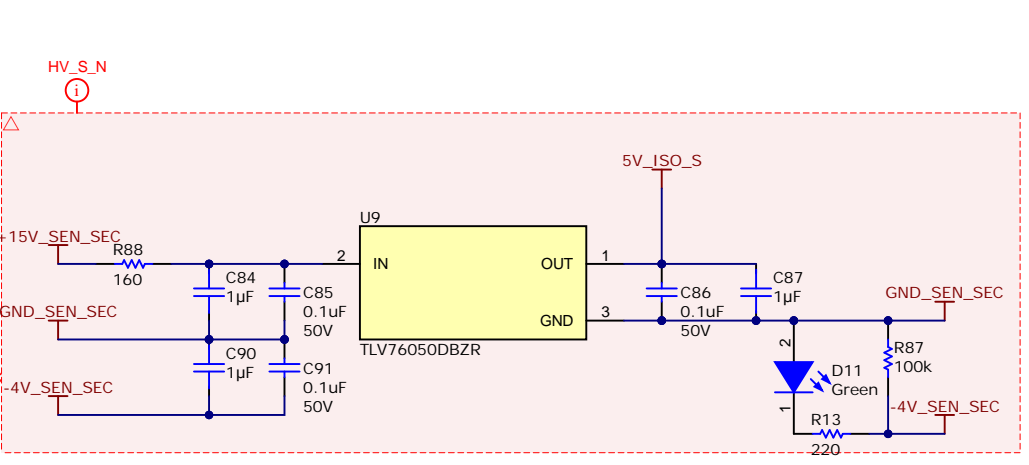 HV_S_N
i
5V_ISO_S
U9
+15V_SEN_SEC
R88
160
2
IN
OUT
1
C84
1µF
C85
0.1uF
50V
C86
0.1uF
50V
C87
1µF
GND_SEN_SEC
GND_SEN_SEC
GND
3
TLV76050DBZR
C90
1µF
C91
0.1uF
50V
-4V_SEN_SEC
2
D11
Green
1
R87
100k
-4V_SEN_SEC
R13
220